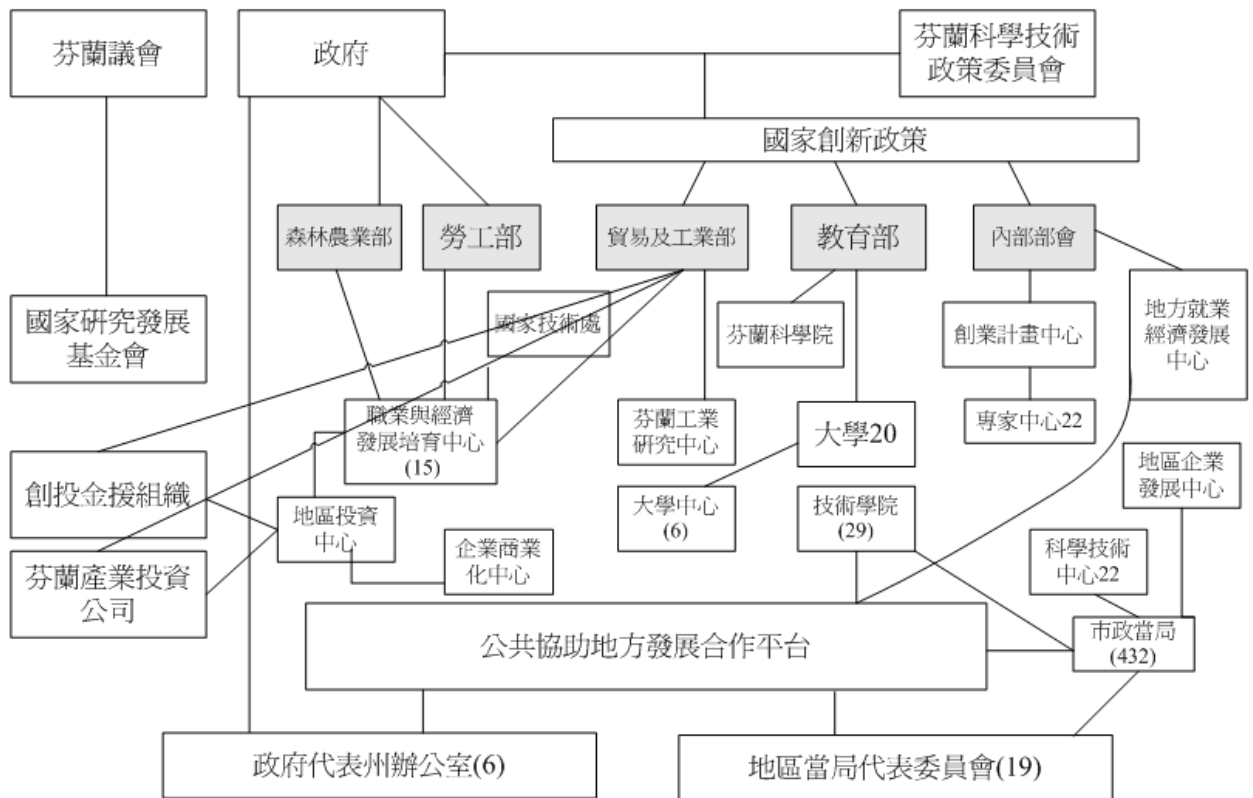 芬蘭議會
政府
芬蘭科學技術
政策委員會
國家創新政策
森林農業部
勞工部
貿易及工業部
教育部
內部部會
國家研究發展
基金會
國家技術處
芬蘭科學院
創業計畫中心
地方就業
經濟發展
中心
職業與經濟
發展培育中心
(15)
芬蘭工業
研究中心
大學20
專家中心22
創投金援組織
地區投資
中心
大學中心
(6)
技術學院
(29)
地區企業
發展中心
芬蘭產業投資
公司
企業商業
化中心
科學技術
中心22
公共協助地方發展合作平台
市政當局
(432)
政府代表州辦公室(6)
地區當局代表委員會(19)